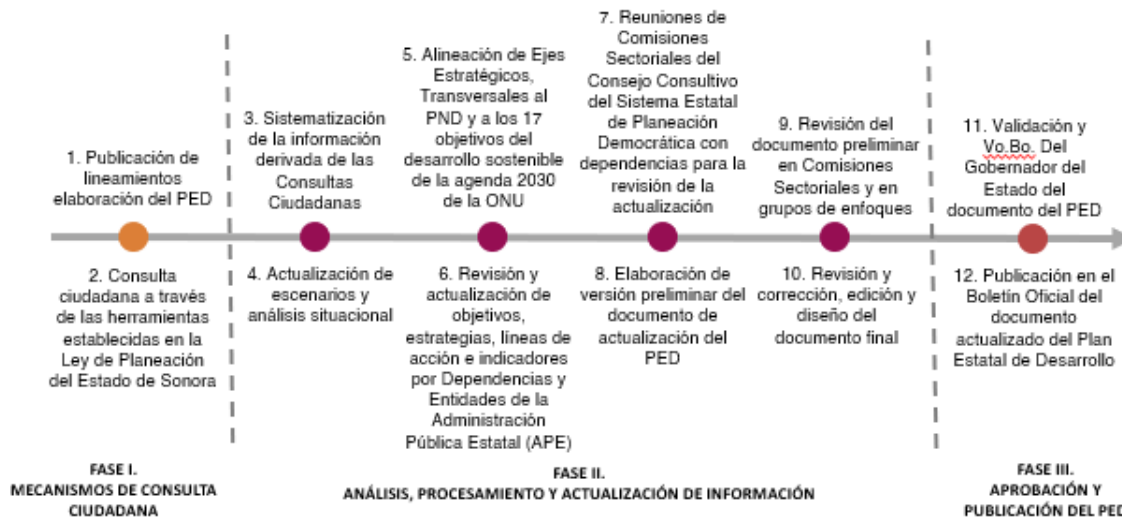 1. Publicación de
lineamientos
elaboración del PED
2. Consulta
ciudadana a través
de las herramientas
establecidas en la
Ley de Planeación
del Estado de Sonora
3. Sistematización
de la información
derivada de las
Consultas
Ciudadanas
4. Actualización de
escenarios y
análisis situacional
5. Alineación de Ejes
Estratégicos,
Transversales al
PND y a los 17
objetivos del
desarrollo sostenible
de la agenda 2030
de la ONU
6. Revisión y
actualización de
objetivos,
estrategias, líneas de
acción e indicadores
por Dependencias y
Entidades de la
Administración
Pública Estatal (APE)
7. Reuniones de
Comisiones
Sectoriales del
Consejo Consultivo
del Sistema Estatal
de Planeación
Democrática con
dependencias para la
revisión de la
actualización
8. Elaboración de
versión preliminar del
documento de
actualización del
PED
9. Revisión del
documento preliminar
en Comisiones
Sectoriales y en
grupos de enfoques
10. Revisión y
corrección, edición y
diseño del
documento final
11. Validación y
Vo.Bo. Del
Gobernador del
Estado del
documento del PED
12. Publicación en el
Boletín Oficial del
documento
actualizado del Plan
Estatal de Desarrollo
FASE I.
MECANISMOS DE CONSULTA
CIUDADANA
FASE II.
ANÁLISIS, PROCESAMIENTO Y ACTUALIZACIÓN DE INFORMACIÓN
FASE III.
APROBACIÓN Y
PUBLICACIÓN DEL PED